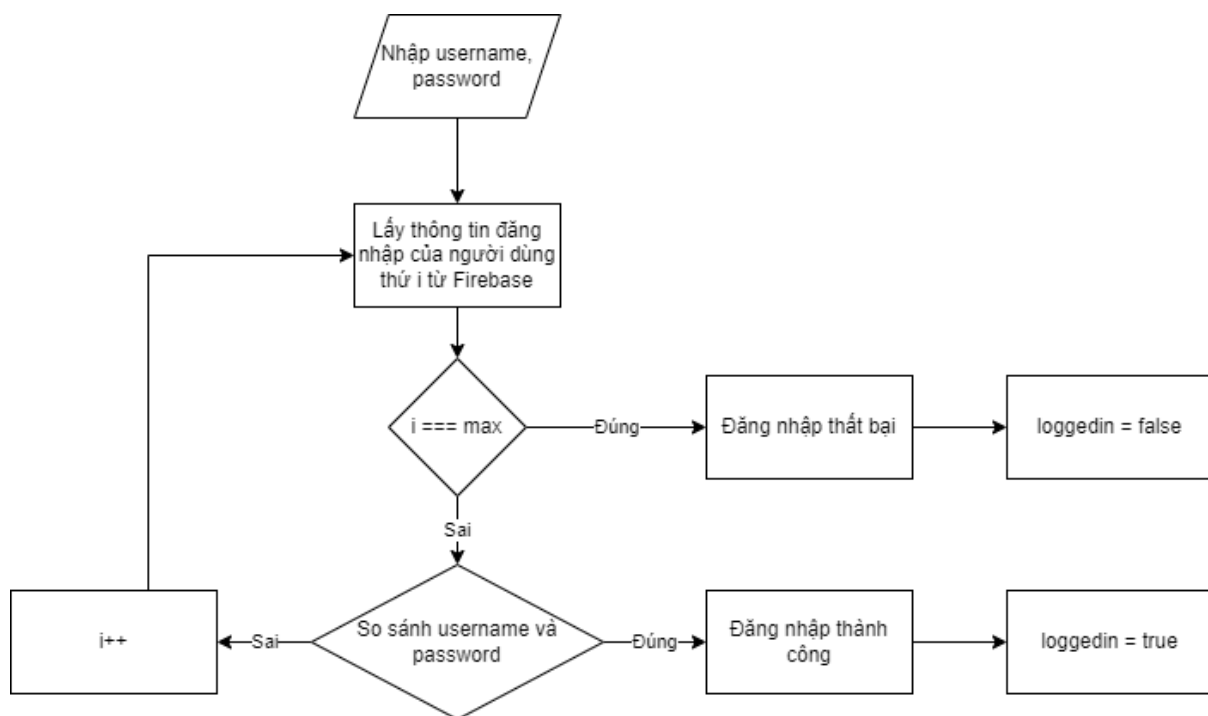 Nhập username,
password
Lấy thông tin đăng
nhập của người dùng
thứ i từ Firebase
i === max
Đúng
Đăng nhập thất bại
loggedin = false
Sai
i++
Sai
So sánh username và
password
Đúng
Đăng nhập thành
công
loggedin = true